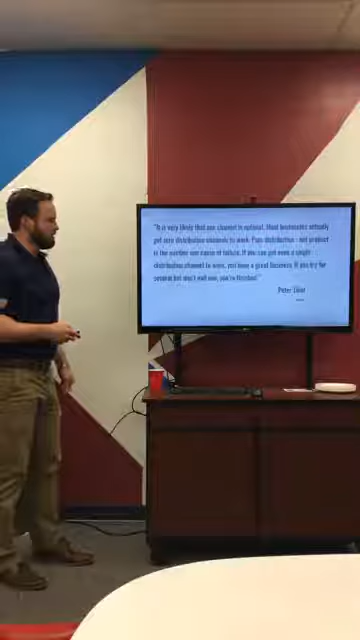 "It is very likely that one channel is optimal. Most businesses actually
get zero distribution channels to work. Poor distribution - not product
is the number one cause of failure. If you can get even a single
distribution channel to work, you have a great business. If you try for
several but don't nail one, you're finished."
Peter Thiel